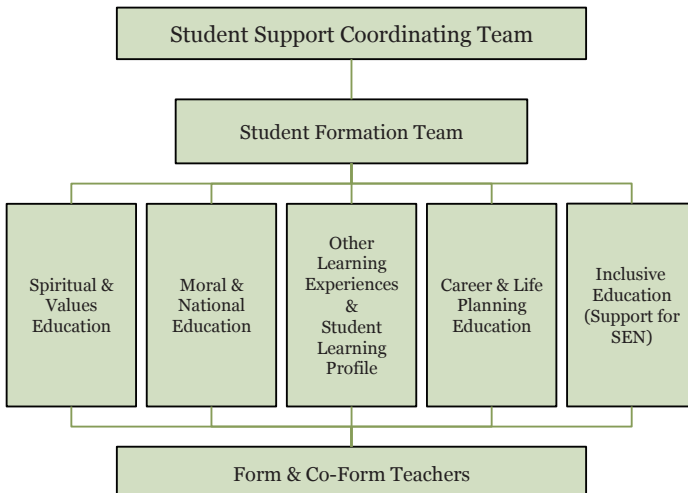 Student Support Coordinating Team
Student Formation Team
Spiritual &
Values
Education
Moral &
National
Education
Other
Learning
Experiences
&
Student
Learning
Profile
Career & Life
Planning
Education
Inclusive
Education
(Support for
SEN)
Form & Co-Form Teachers